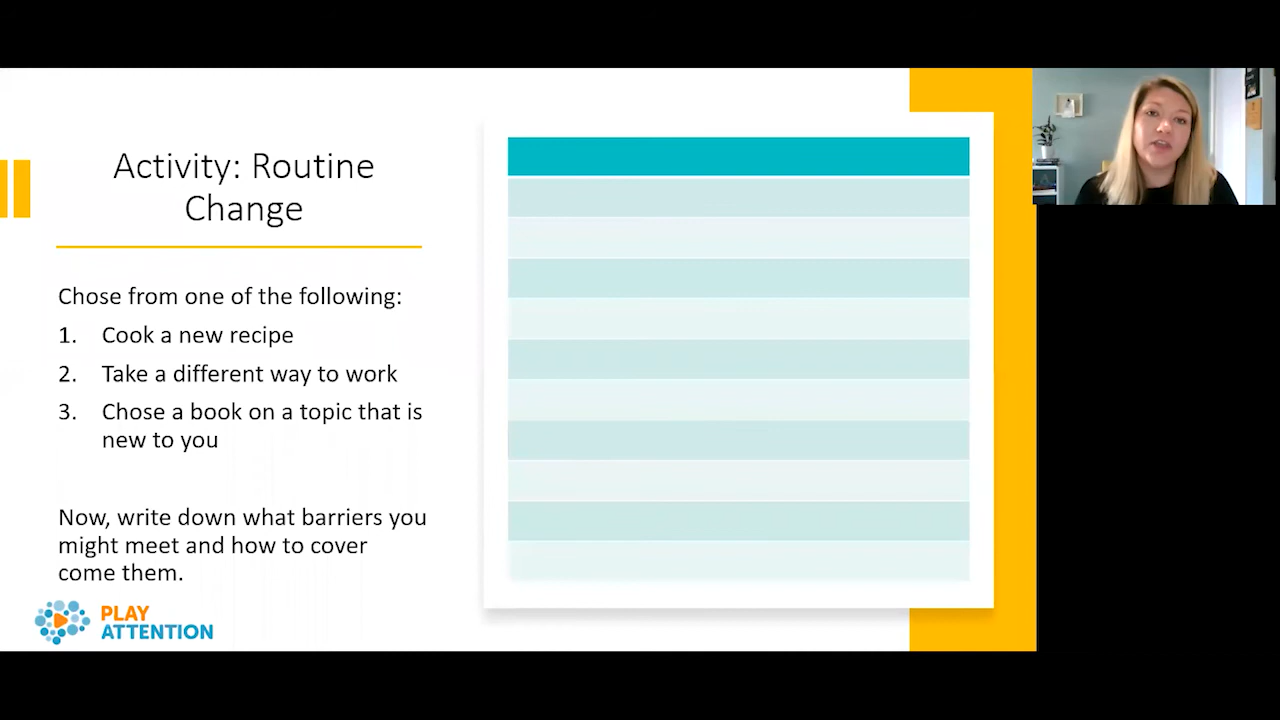 Activity: Routine
Change
Chose from one of the following:
1. Cook a new recipe
2. Take a different way to work
3. Chose a book on a topic that is
new to you
Now, write down what barriers you
might meet and how to cover
come them.
PLAY
ATTENTION